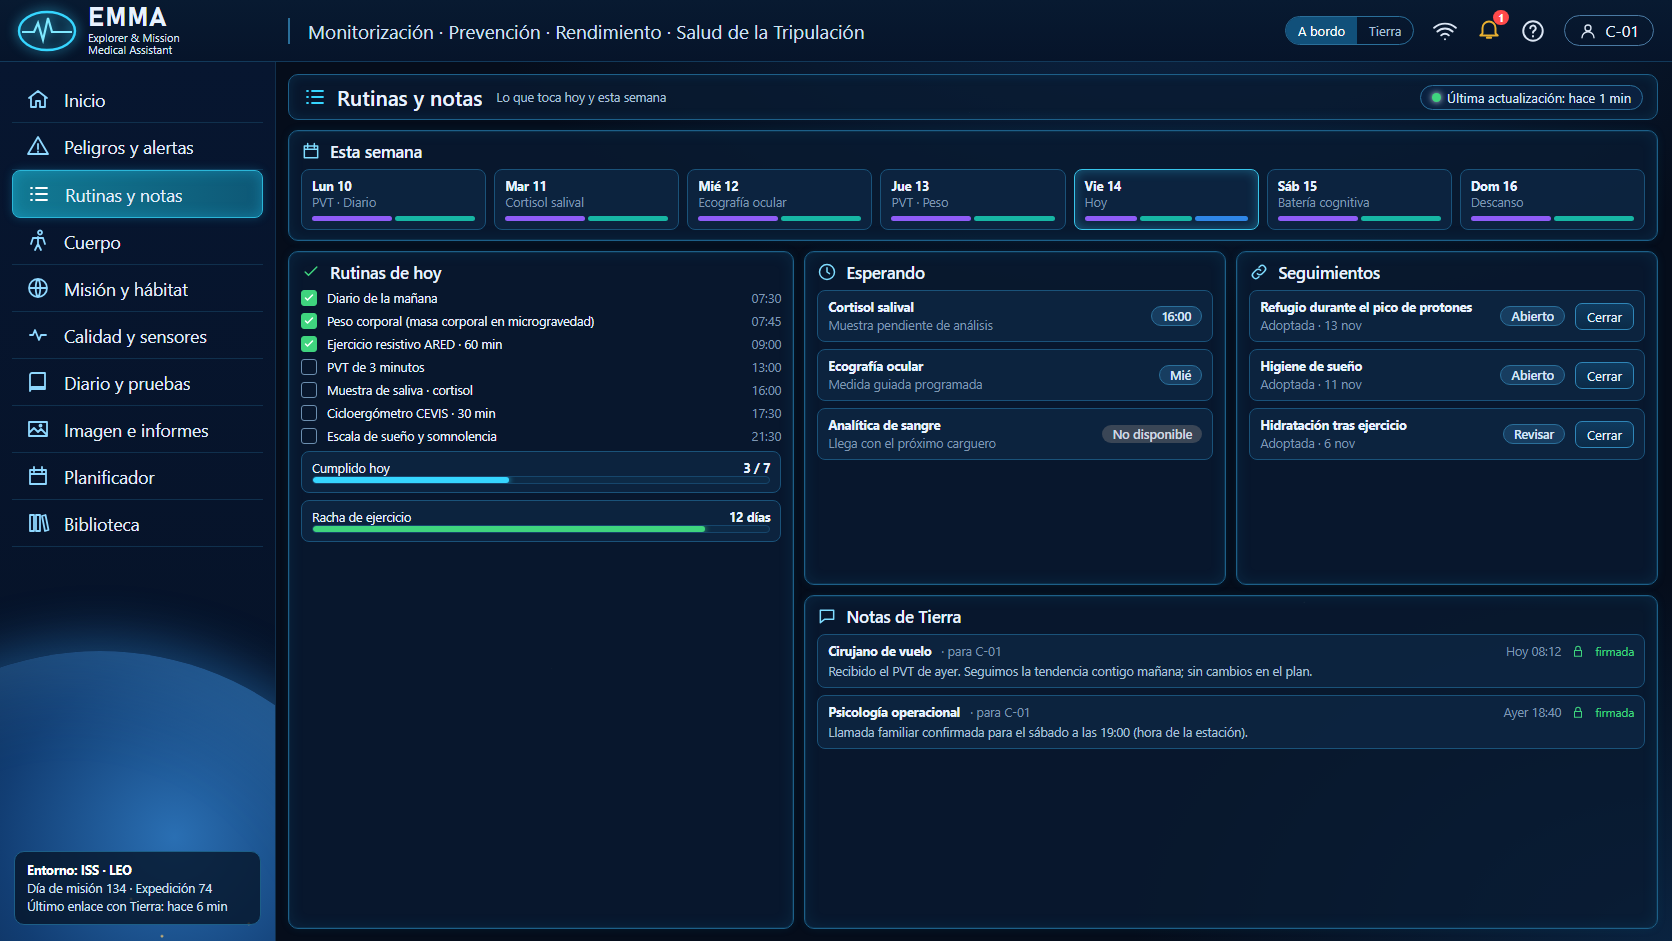 EMMA
Explorer & Mission
Medical Assistant
Monitorización · Prevención · Rendimiento · Salud de la Tripulación
A bordo
Tierra
1
C-01
Inicio
Peligros y alertas
Rutinas y notas
Cuerpo
Misión y hábitat
Calidad y sensores
Diario y pruebas
Imagen e informes
Planificador
Biblioteca
Entorno: ISS · LEO
Día de misión 134 · Expedición 74
Último enlace con Tierra: hace 6 min
Rutinas y notas Lo que toca hoy y esta semana
Última actualización: hace 1 min
Esta semana
Lun 10
PVT · Diario
Mar 11
Cortisol salival
Mié 12
Ecografía ocular
Jue 13
PVT · Peso
Vie 14
Hoy
Sáb 15
Batería cognitiva
Dom 16
Descanso
Rutinas de hoy
Diario de la mañana 07:30
Peso corporal (masa corporal en microgravedad) 07:45
Ejercicio resistivo ARED · 60 min 09:00
PVT de 3 minutos 13:00
Muestra de saliva · cortisol 16:00
Cicloergómetro CEVIS · 30 min 17:30
Escala de sueño y somnolencia 21:30
Cumplido hoy 3 / 7
Racha de ejercicio 12 días
Esperando
Cortisol salival
Muestra pendiente de análisis
16:00
Ecografía ocular
Medida guiada programada
Mié
Analítica de sangre
Llega con el próximo carguero
No disponible
Seguimientos
Refugio durante el pico de protones
Adoptada · 13 nov
Abierto
Cerrar
Higiene de sueño
Adoptada · 11 nov
Abierto
Cerrar
Hidratación tras ejercicio
Adoptada · 6 nov
Revisar
Cerrar
Notas de Tierra
Cirujano de vuelo · para C-01 Hoy 08:12 firmada
Recibido el PVT de ayer. Seguimos la tendencia contigo mañana; sin cambios en el plan.
Psicología operacional · para C-01 Ayer 18:40 firmada
Llamada familiar confirmada para el sábado a las 19:00 (hora de la estación).